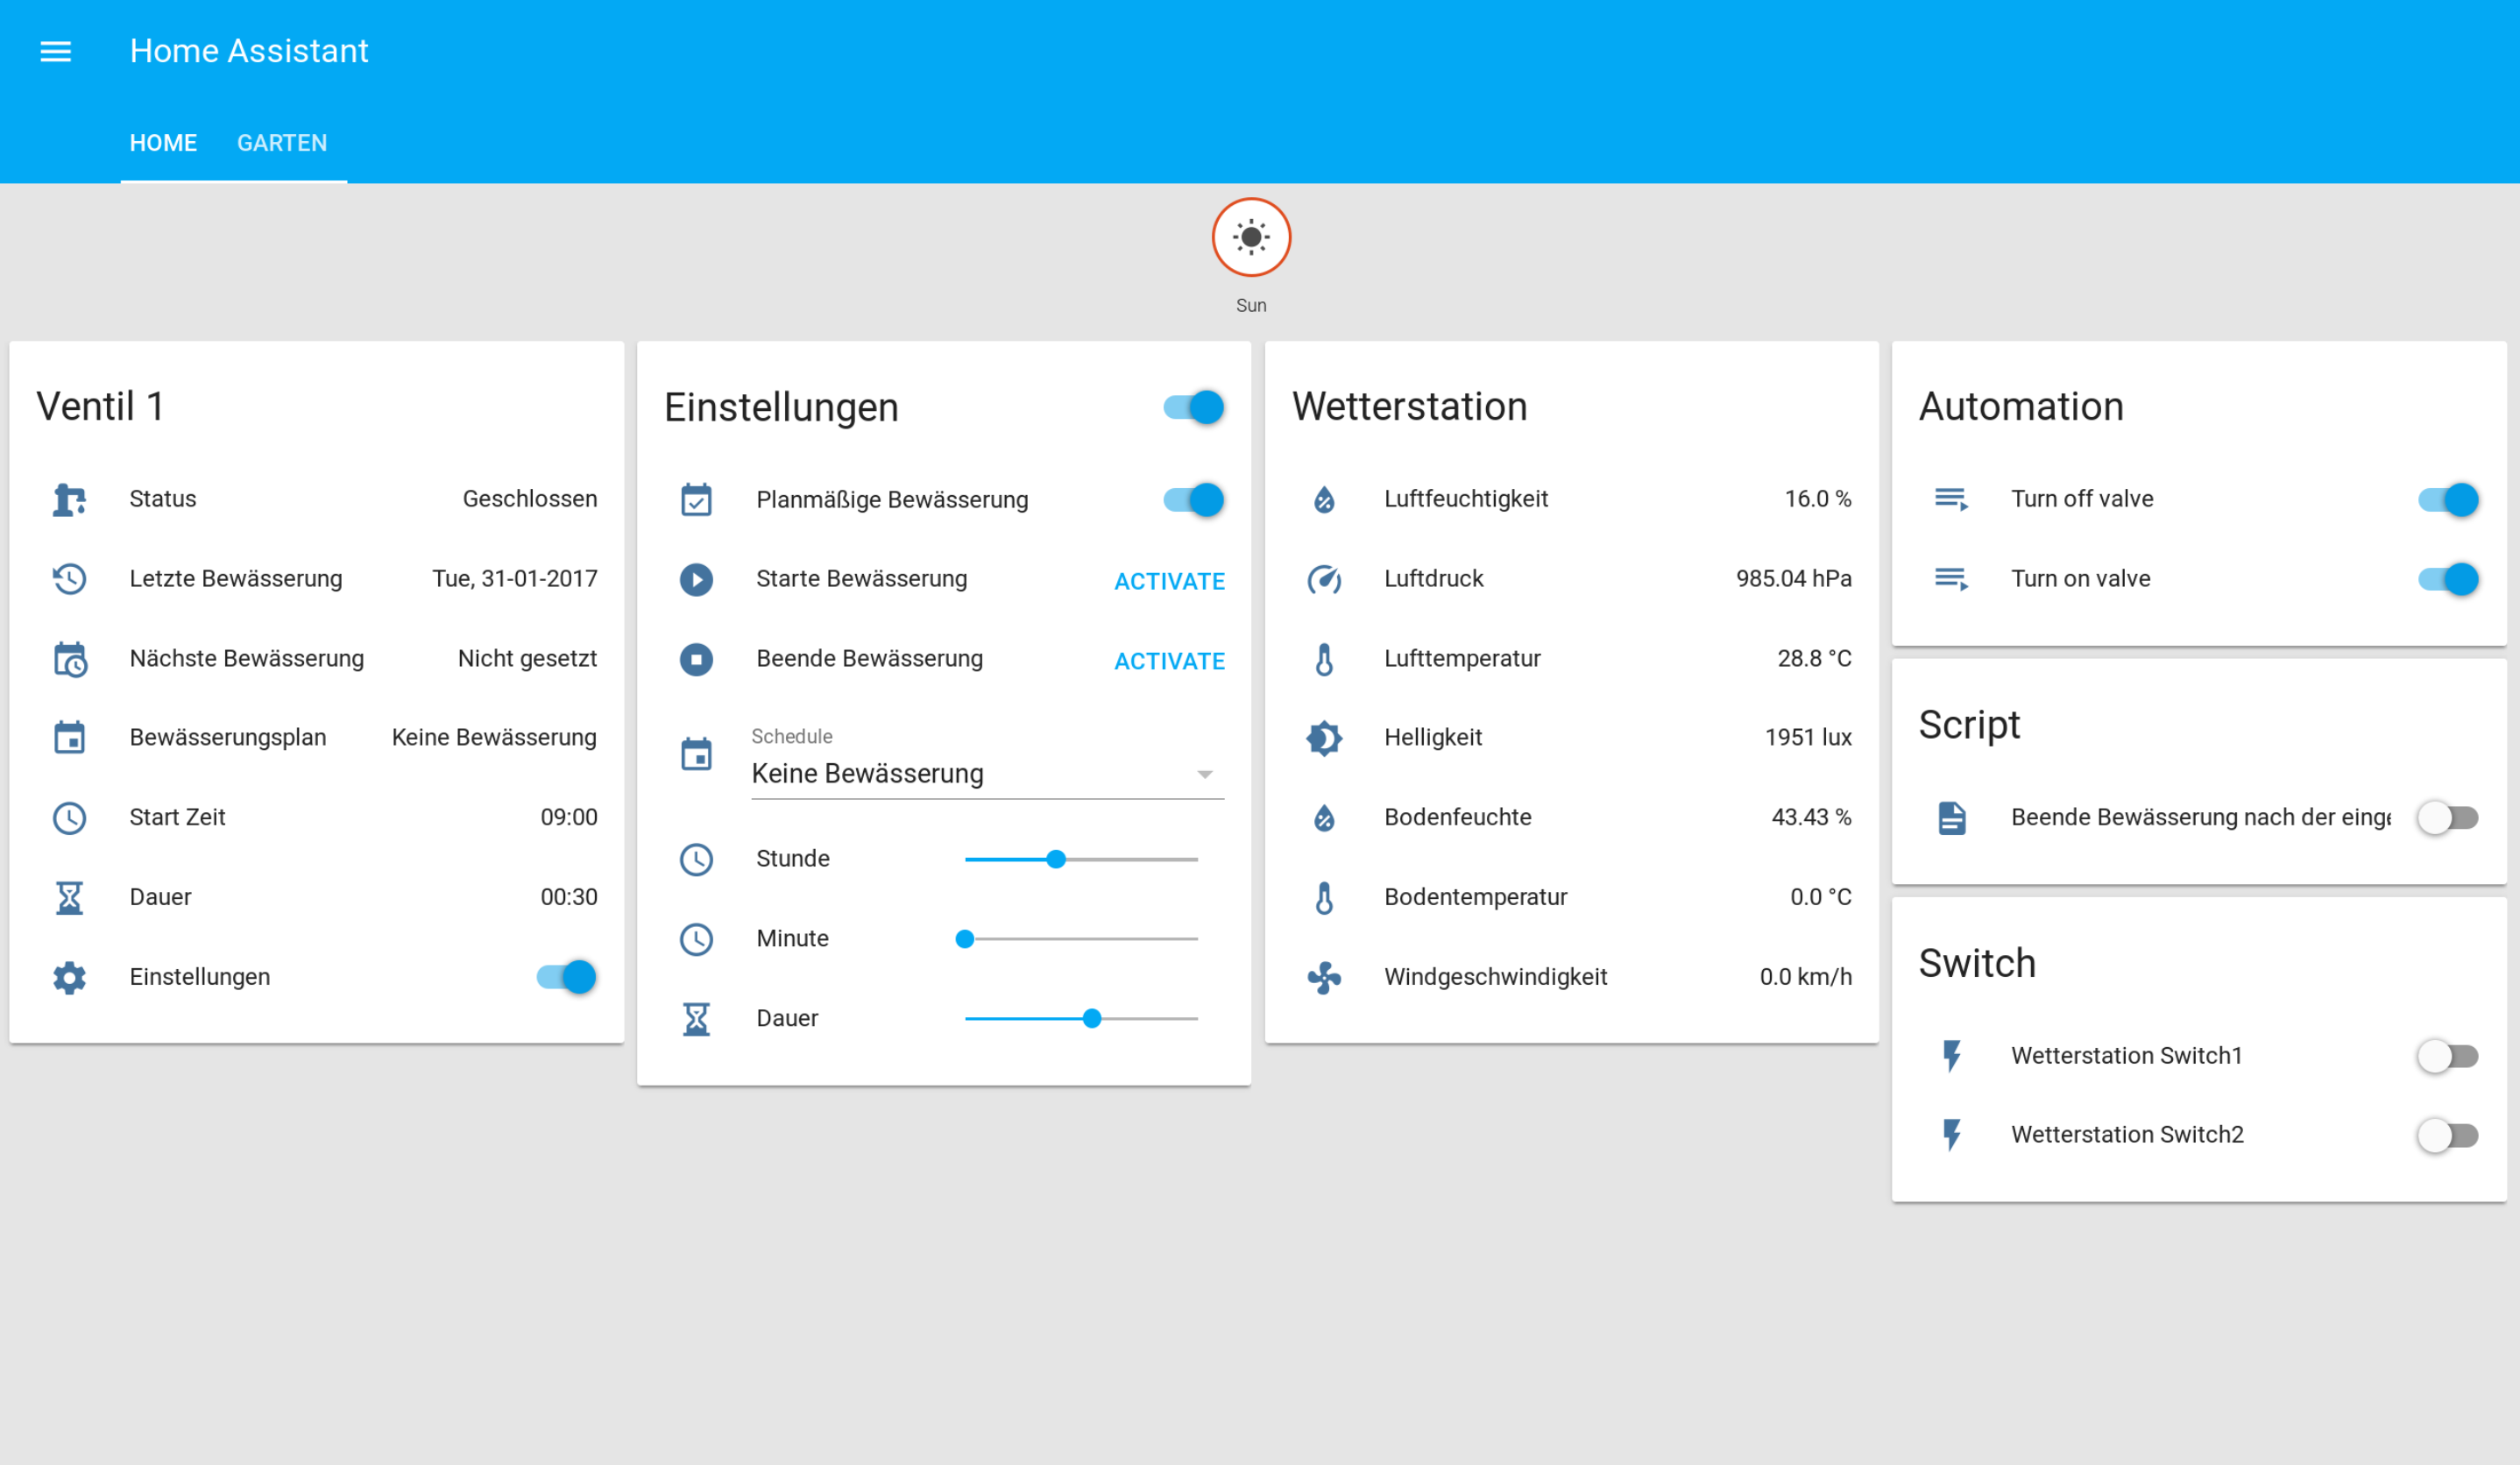 Home Assistant
HOME GARTEN
Sun
Ventil 1
Status Geschlossen
Letzte Bewässerung Tue, 31-01-2017
Nächste Bewässerung Nicht gesetzt
Bewässerungsplan Keine Bewässerung
Start Zeit 09:00
Dauer 00:30
Einstellungen
Einstellungen
Planmäßige Bewässerung
Starte Bewässerung ACTIVATE
Beende Bewässerung ACTIVATE
Schedule
Keine Bewässerung
Stunde
Minute
Dauer
Wetterstation
Luftfeuchtigkeit 16.0 %
Luftdruck 985.04 hPa
Lufttemperatur 28.8 °C
Helligkeit 1951 lux
Bodenfeuchte 43.43 %
Bodentemperatur 0.0 °C
Windgeschwindigkeit 0.0 km/h
Automation
Turn off valve
Turn on valve
Script
Beende Bewässerung nach der einge
Switch
Wetterstation Switch1
Wetterstation Switch2